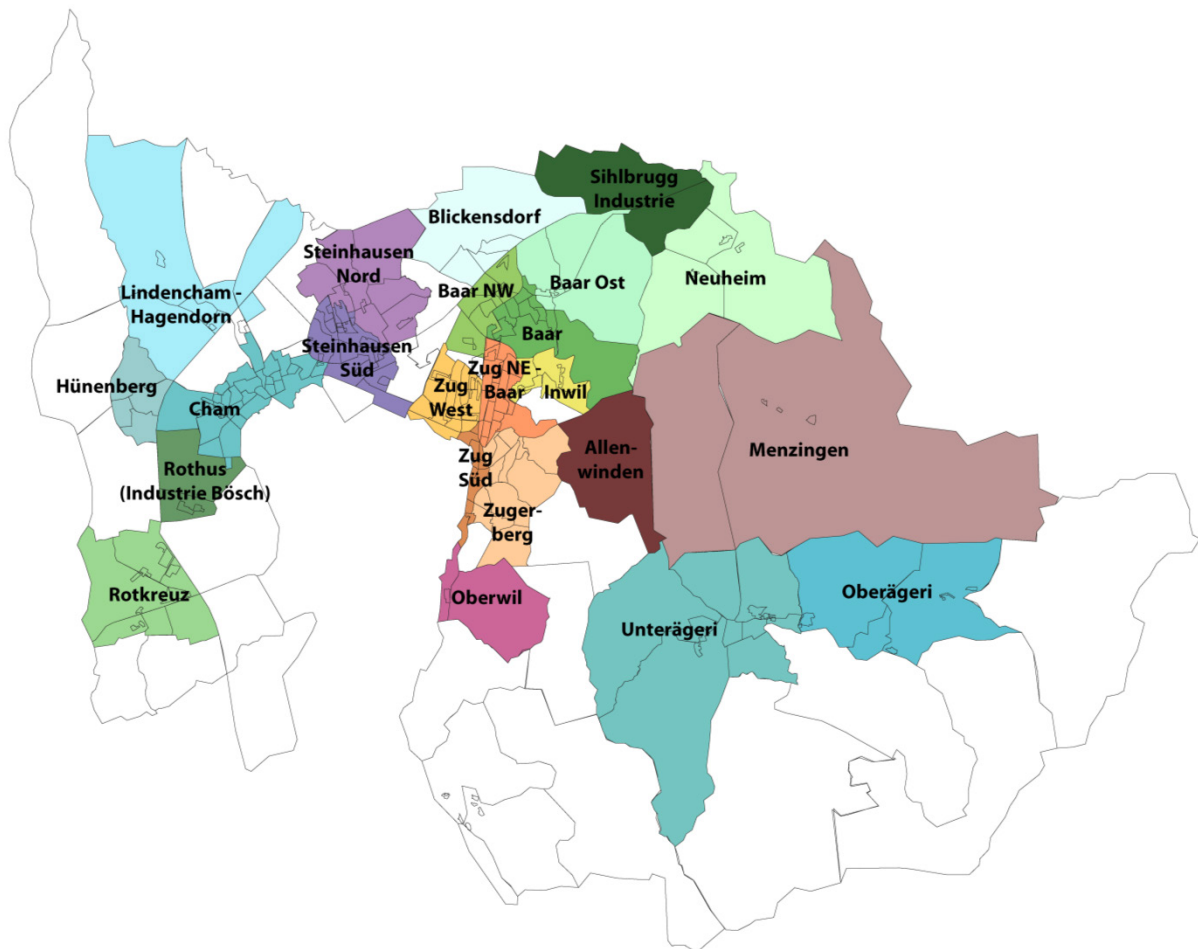 Sihlbrugg
Industrie
Blickensdorf
Steinhausen
Nord
Baar NW
Baar Ost
Neuheim
Lindencham -
Hagendorn
Baar
Steinhausen
Süd
Zug NE -
Baar
Inwil
Hünenberg
Zug
West
Cham
Allen-
winden
Menzingen
Zug
Süd
Rothus
(Industrie Bösch)
Zuger-
berg
Rotkreuz
Oberwil
Oberägeri
Unterägeri